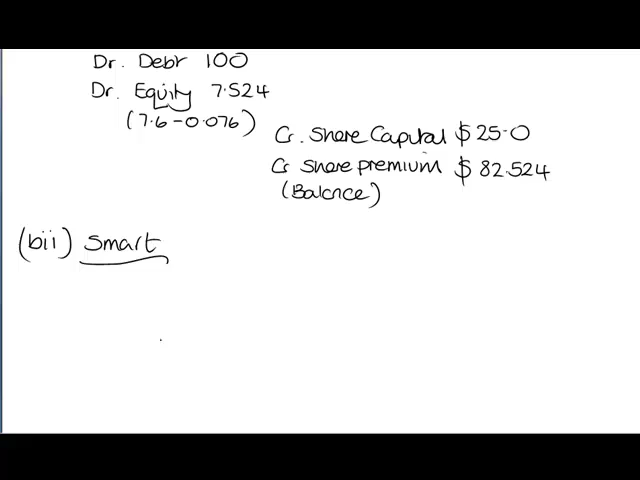 Dr. Debt 100
Dr. Equity 7.524
(7.6-0.076)
Cr. Share Capital $25.0
Cr Share premium $82.524
(Balance)
(bii) Smart